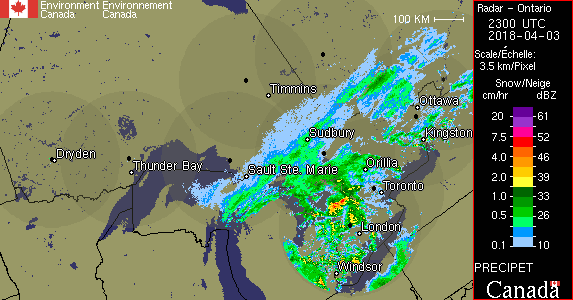 Environment Environnement
Canada Canada
100 KM
Timmins
Ottawa
Sudbury
Kingston
Dryden
Thunder Bay
Sault Ste. Marie
Orillia
Toronto
London
Windsor
Radar - Ontario
2300 UTC
2018-04-03
Scale/Échelle:
3.5 km/Pixel
Snow/Neige
cm/hr dBZ
20 61
7.5 52
4.0 46
2.0 39
1.0 33
0.5 26
0.1 10
PRECIPET
Canada